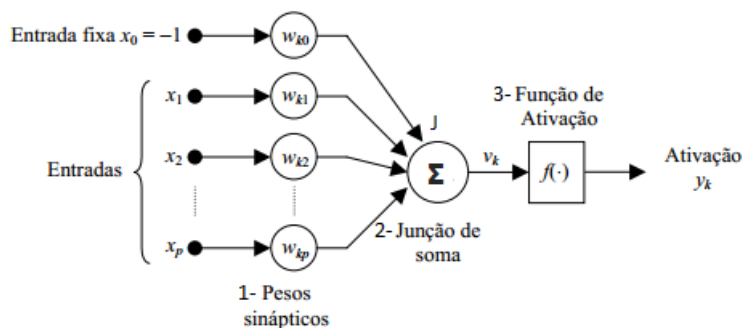 Entrada fixa x₀ = −1
wₖ₀
x₁
wₖ₁
3- Função de
Ativação
J
Entradas
x₂
wₖ₂
Σ
vₖ
f(·)
Ativação
yₖ
2- Junção de
soma
xₚ
wₖₚ
1- Pesos
sinápticos